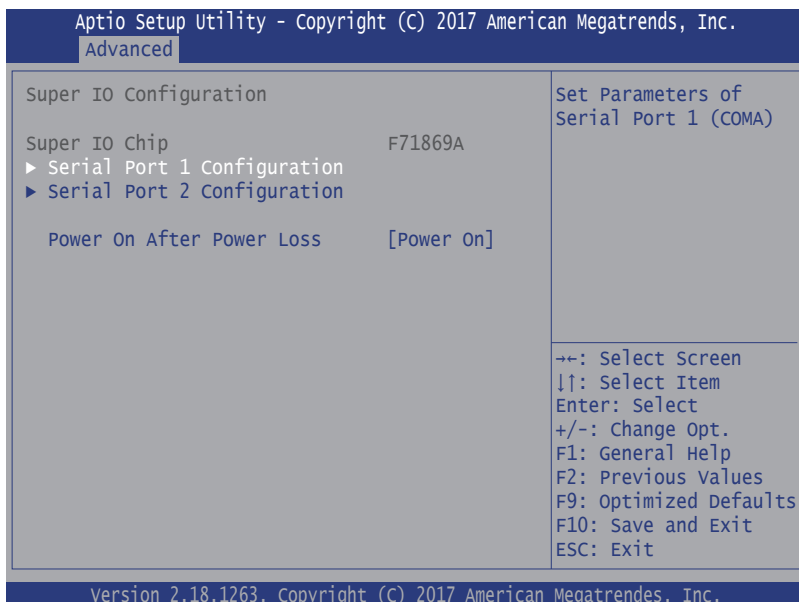 Aptio Setup Utility - Copyright (C) 2017 American Megatrends, Inc.
Advanced
Super IO Configuration
Super IO Chip F71869A
▶ Serial Port 1 Configuration
▶ Serial Port 2 Configuration
Power On After Power Loss [Power On]
Set Parameters of
Serial Port 1 (COMA)
→←: Select Screen
↓↑: Select Item
Enter: Select
+/-: Change Opt.
F1: General Help
F2: Previous Values
F9: Optimized Defaults
F10: Save and Exit
ESC: Exit
Version 2.18.1263. Copyright (C) 2017 American Megatrendes, Inc.